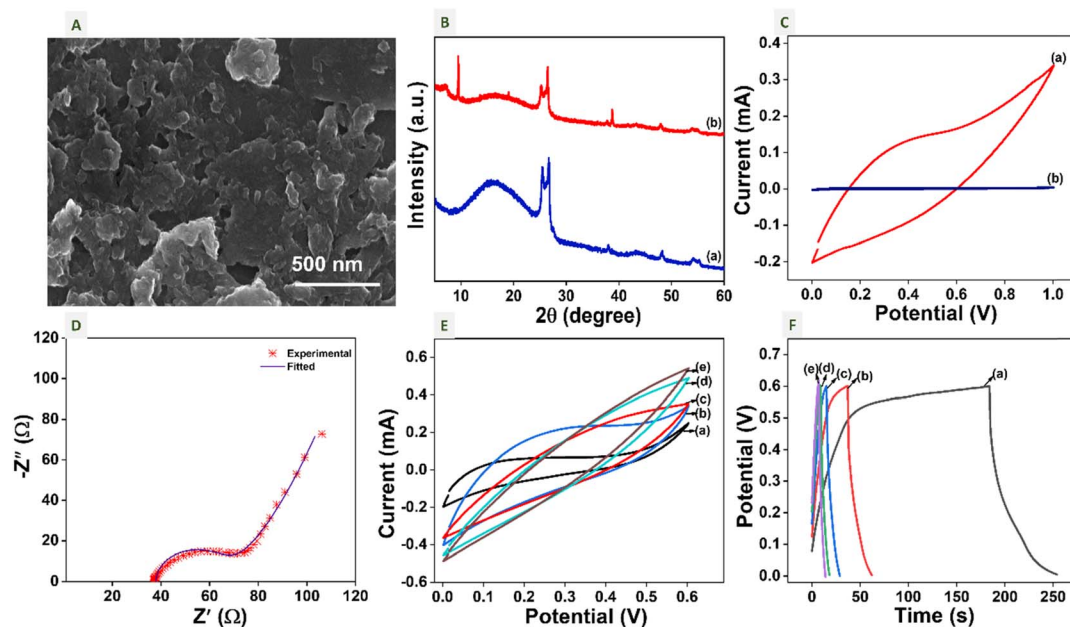 A
500 nm
B
Intensity (a.u.)
(b)
(a)
10 20 30 40 50 60
2θ (degree)
C
Current (mA)
0.4
0.3
0.2
0.1
0.0
-0.1
-0.2
(a)
(b)
0.0 0.2 0.4 0.6 0.8 1.0
Potential (V)
D
-Z" (Ω)
120
100
80
60
40
20
0
Experimental
Fitted
20 40 60 80 100 120
Z' (Ω)
E
Current (mA)
0.6
0.4
0.2
0.0
-0.2
-0.4
-0.6
(e)
(d)
(c)
(b)
(a)
0.0 0.1 0.2 0.3 0.4 0.5 0.6
Potential (V)
F
Potential (V)
0.7
0.6
0.5
0.4
0.3
0.2
0.1
0.0
(e) (d) (c) (b) (a)
0 50 100 150 200 250
Time (s)